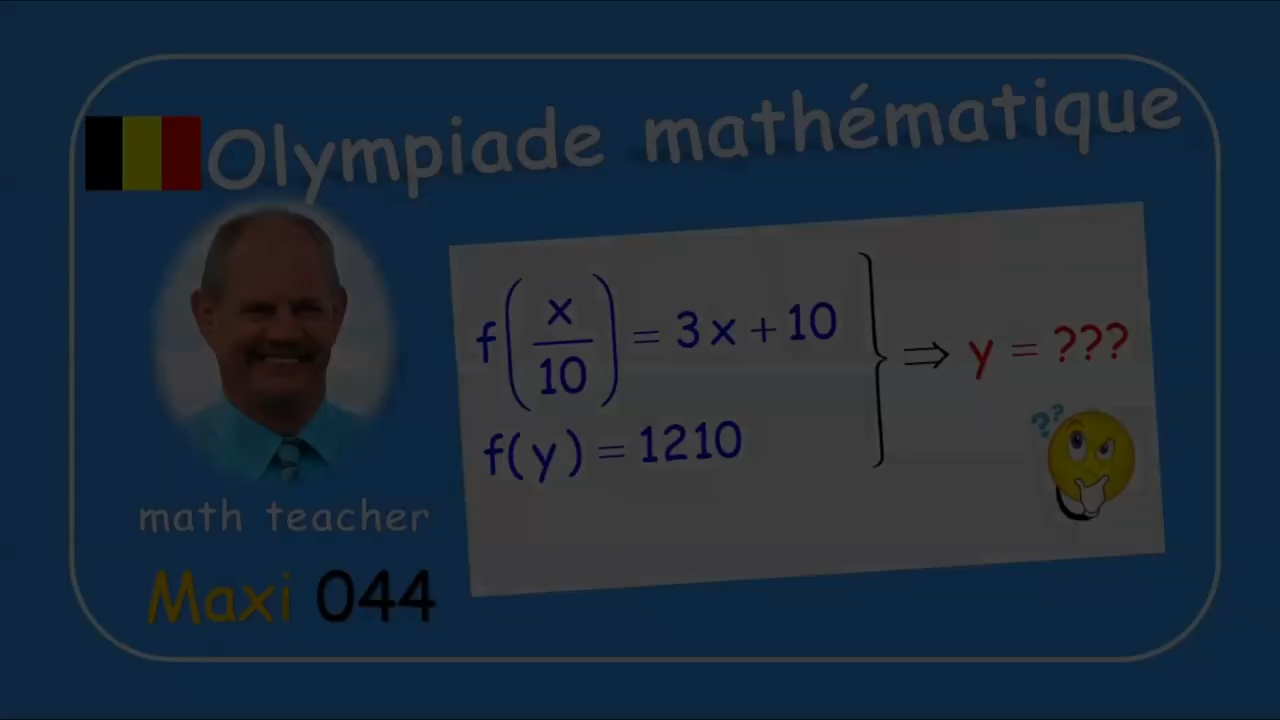 Olympiade mathématique
f(x/10) = 3x + 10
f(y) = 1210
⇒ y = ???
??
math teacher
Maxi 044